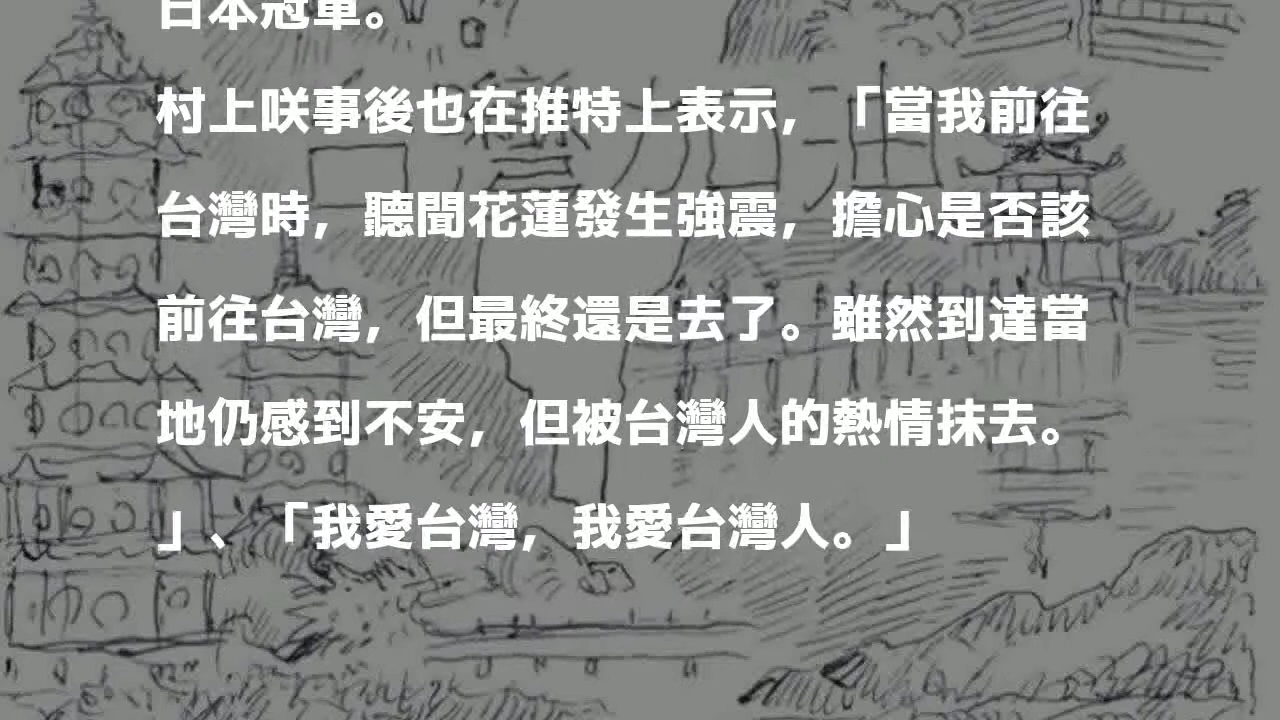 日本冠軍。
村上咲事後也在推特上表示，「當我前往
台灣時，聽聞花蓮發生強震，擔心是否該
前往台灣，但最終還是去了。雖然到達當
地仍感到不安，但被台灣人的熱情抹去。
」、「我愛台灣，我愛台灣人。」